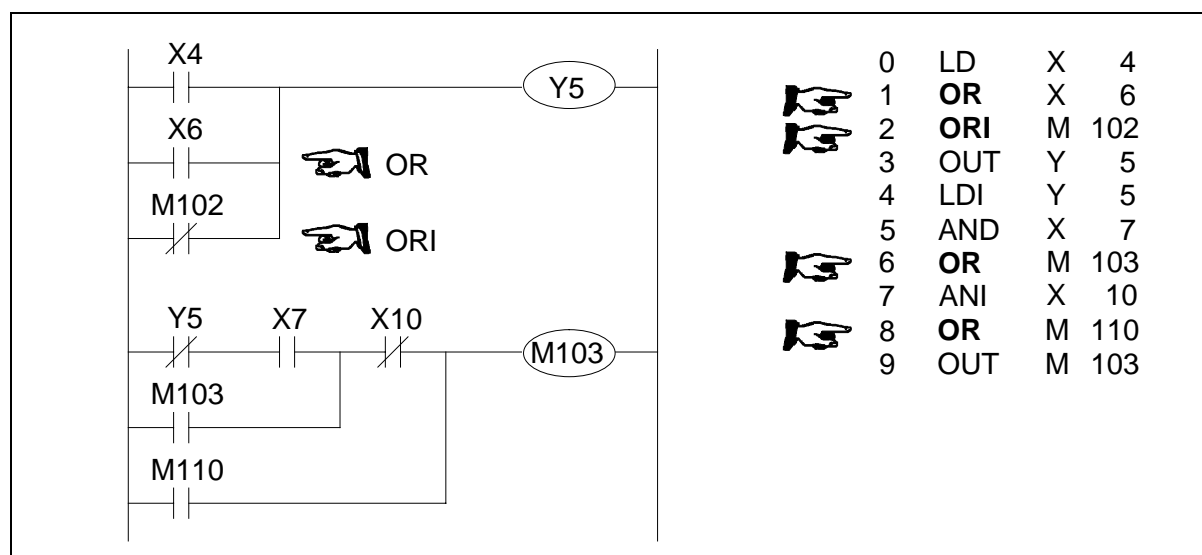 X4
Y5
X6
OR
M102
ORI
Y5 X7 X10
M103
M103
M110
0 LD X 4
1 OR X 6
2 ORI M 102
3 OUT Y 5
4 LDI Y 5
5 AND X 7
6 OR M 103
7 ANI X 10
8 OR M 110
9 OUT M 103